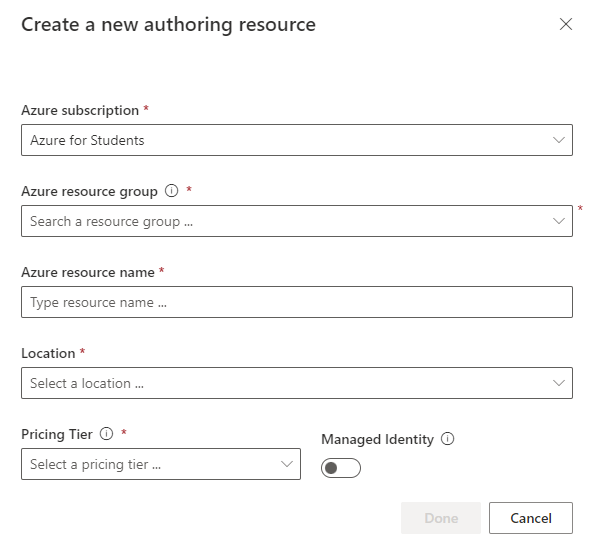 Create a new authoring resource
Azure subscription *
Azure for Students
Azure resource group *
Search a resource group ... *
Azure resource name *
Type resource name ...
Location *
Select a location ...
Pricing Tier *
Managed Identity
Select a pricing tier ...
Done Cancel